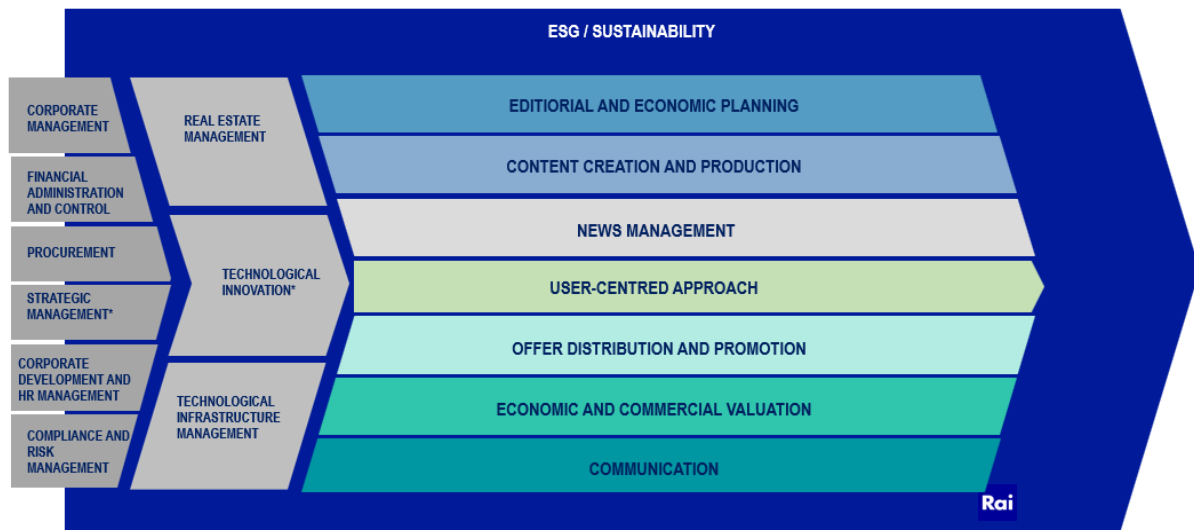 ESG / SUSTAINABILITY
CORPORATE
MANAGEMENT
FINANCIAL
ADMINISTRATION
AND CONTROL
PROCUREMENT
STRATEGIC
MANAGEMENT*
CORPORATE
DEVELOPMENT AND
HR MANAGEMENT
COMPLIANCE AND
RISK
MANAGEMENT
REAL ESTATE
MANAGEMENT
TECHNOLOGICAL
INNOVATION*
TECHNOLOGICAL
INFRASTRUCTURE
MANAGEMENT
EDITIORIAL AND ECONOMIC PLANNING
CONTENT CREATION AND PRODUCTION
NEWS MANAGEMENT
USER-CENTRED APPROACH
OFFER DISTRIBUTION AND PROMOTION
ECONOMIC AND COMMERCIAL VALUATION
COMMUNICATION
Rai